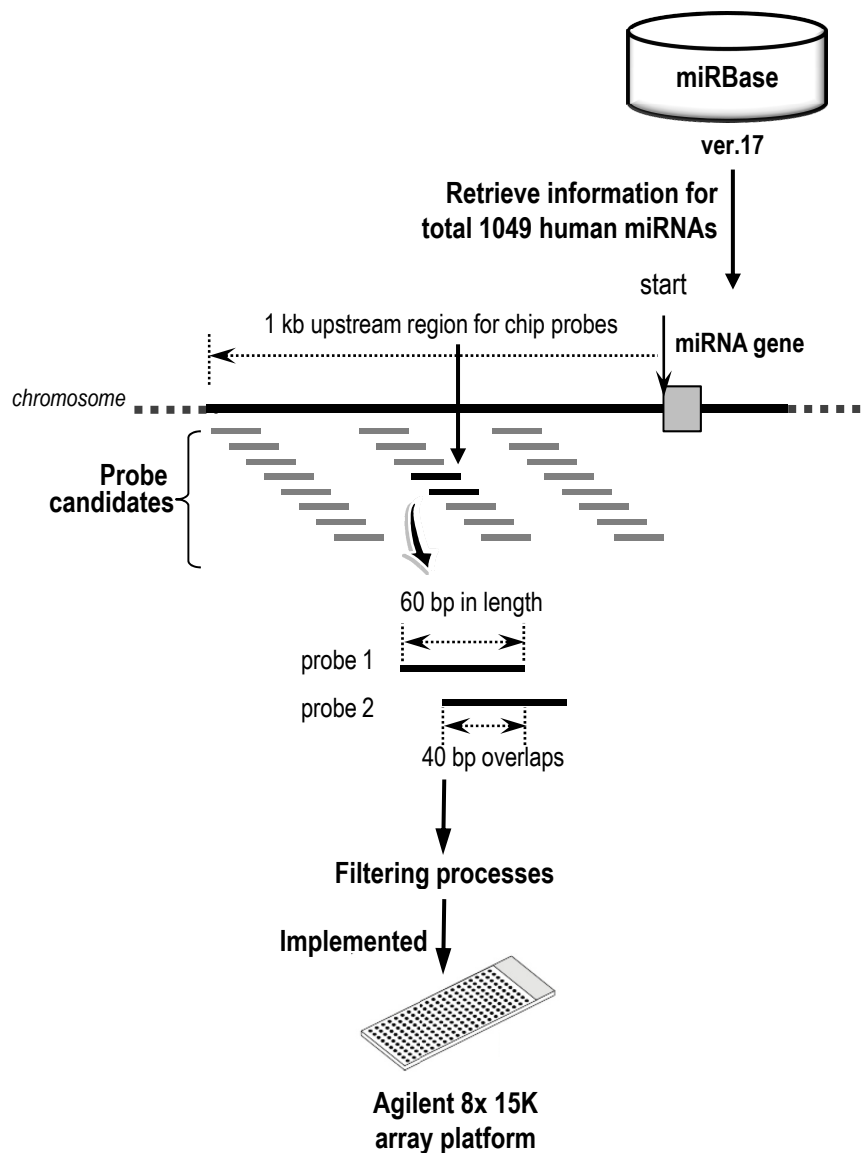 miRBase
ver.17
Retrieve information for
total 1049 human miRNAs
start
1 kb upstream region for chip probes
miRNA gene
chromosome
Probe
candidates
60 bp in length
probe 1
probe 2
40 bp overlaps
Filtering processes
Implemented
Agilent 8x 15K
array platform